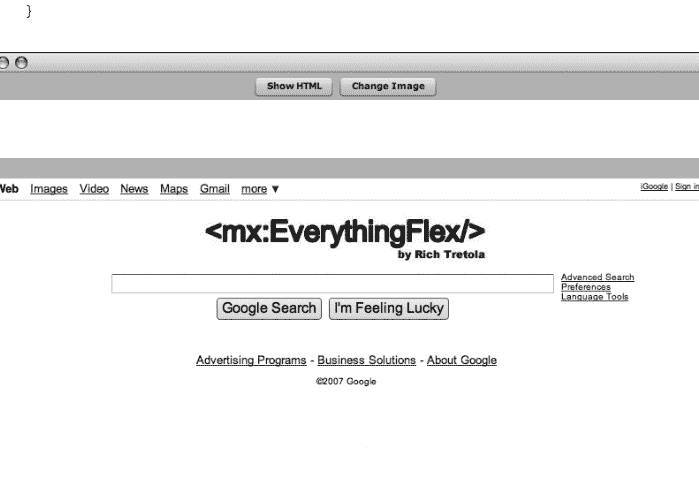 }
Show HTML Change Image
Web Images Video News Maps Gmail more ▼ iGoogle | Sign in
<mx:EverythingFlex/>
by Rich Tretola
Advanced Search
Preferences
Language Tools
Google Search I'm Feeling Lucky
Advertising Programs - Business Solutions - About Google
©2007 Google